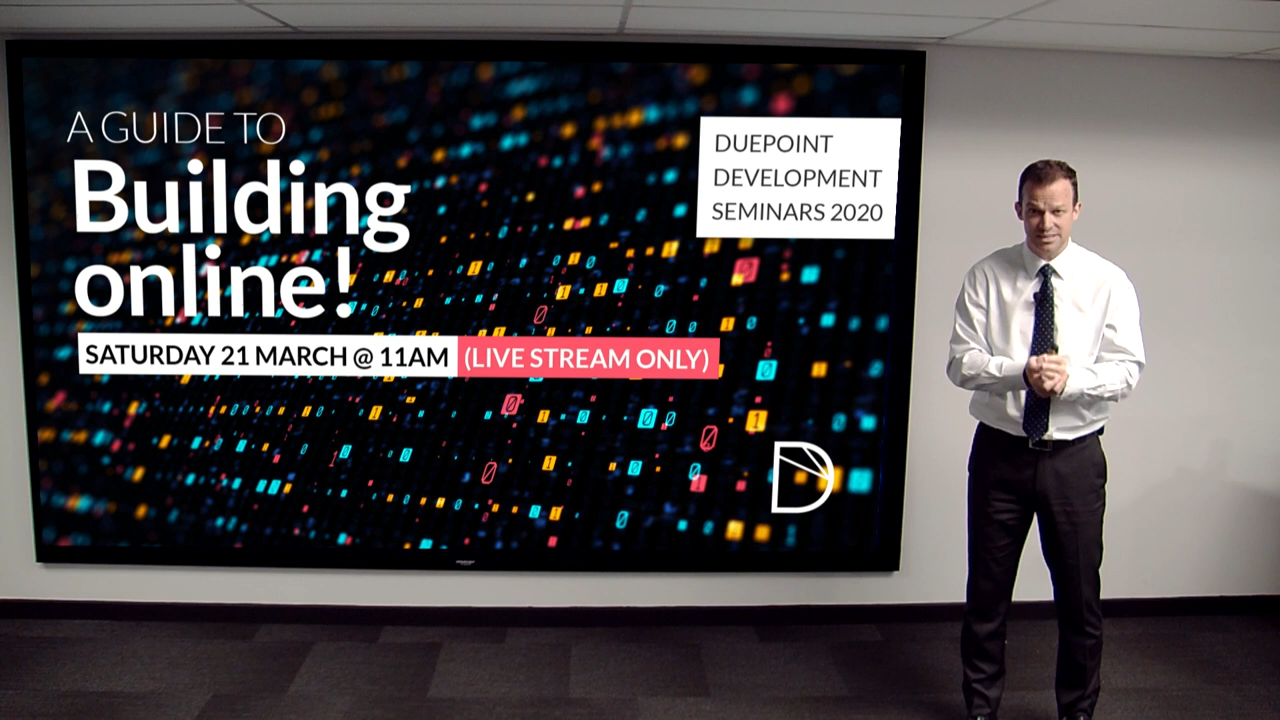 A GUIDE TO
Building
online!
SATURDAY 21 MARCH @ 11AM (LIVE STREAM ONLY)
DUEPOINT
DEVELOPMENT
SEMINARS 2020